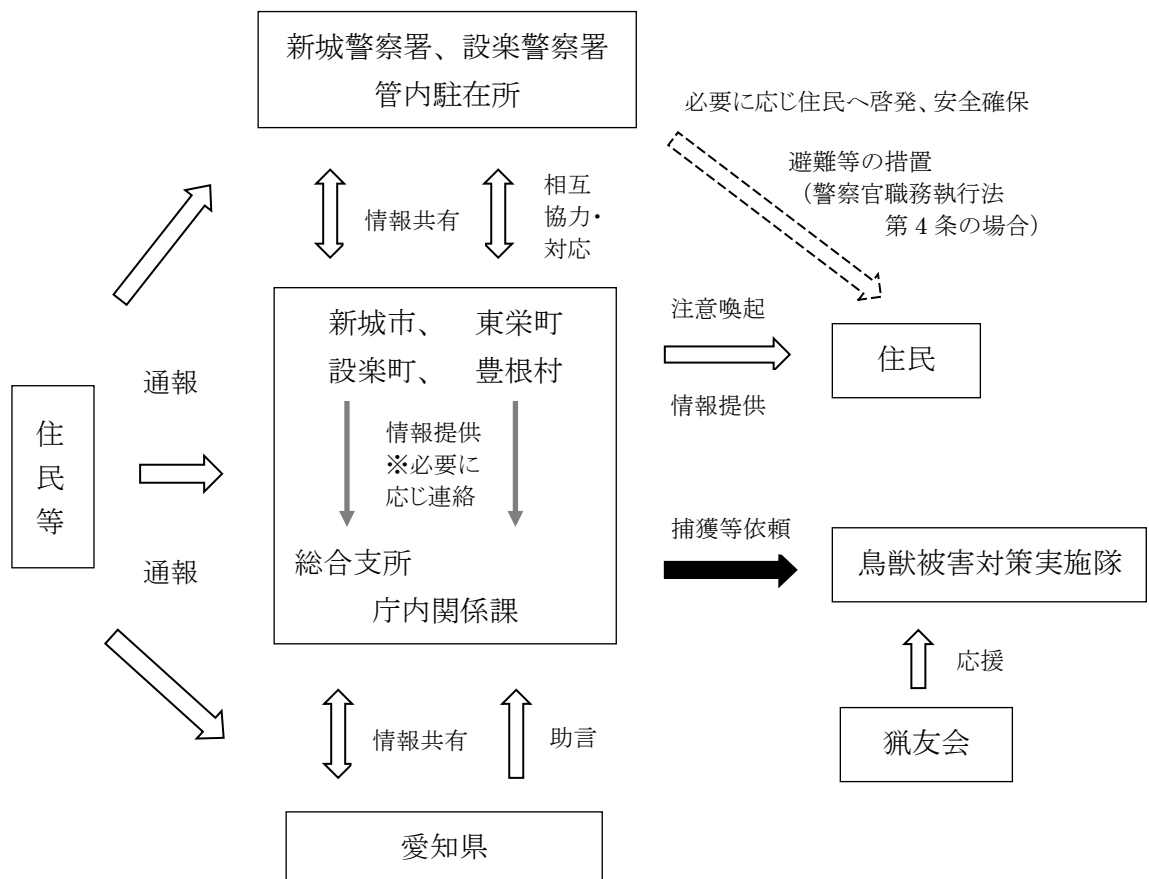 新城警察署、設楽警察署
管内駐在所
必要に応じ住民へ啓発、安全確保
避難等の措置
（警察官職務執行法
第４条の場合）
情報共有
相互
協力・
対応
新城市、　東栄町
設楽町、　豊根村
注意喚起
情報提供
住民
通報
住
民
等
通報
情報提供
※必要に
応じ連絡
総合支所
庁内関係課
捕獲等依頼
鳥獣被害対策実施隊
応援
猟友会
情報共有
助言
愛知県